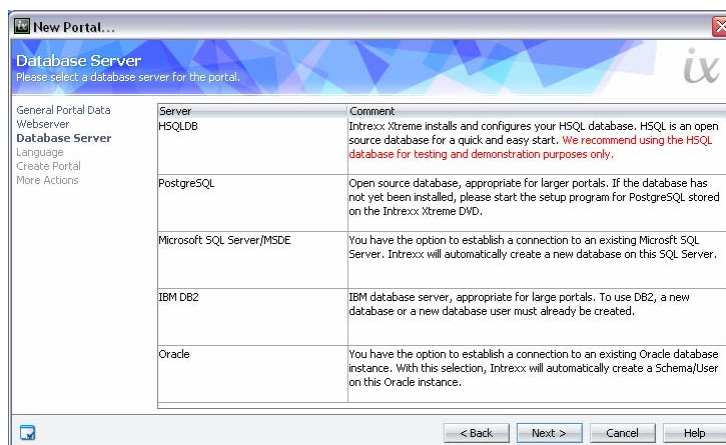 New Portal...
Database Server
Please select a database server for the portal.
ix
General Portal Data
Webserver
Database Server
Language
Create Portal
More Actions
Server Comment
HSQLDB Intrexx Xtreme installs and configures your HSQL database. HSQL is an open
source database for a quick and easy start. We recommend using the HSQL
database for testing and demonstration purposes only.
PostgreSQL Open source database, appropriate for larger portals. If the database has
not yet been installed, please start the setup program for PostgreSQL stored
on the Intrexx Xtreme DVD.
Microsoft SQL Server/MSDE You have the option to establish a connection to an existing Microsft SQL
Server. Intrexx will automatically create a new database on this SQL Server.
IBM DB2 IBM database server, appropriate for large portals. To use DB2, a new
database or a new database user must already be created.
Oracle You have the option to establish a connection to an existing Oracle database
instance. With this selection, Intrexx will automatically create a Schema/User
on this Oracle instance.
< Back Next > Cancel Help